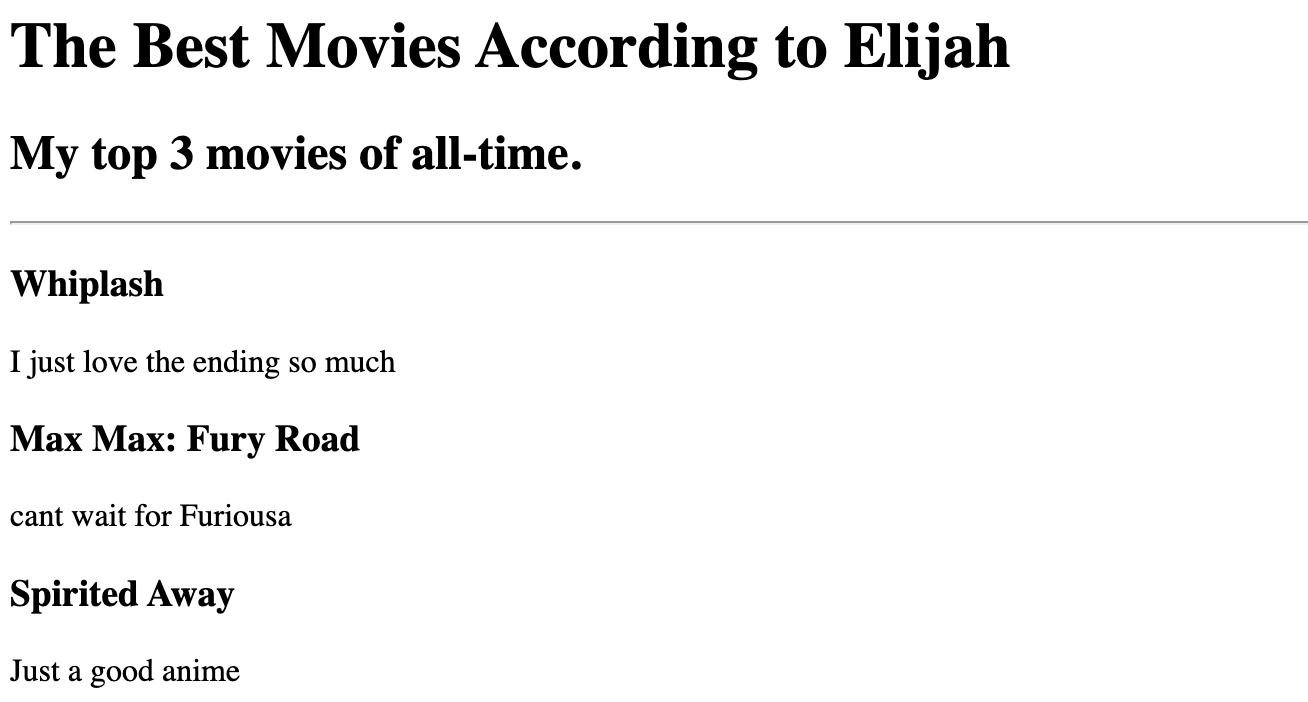 The Best Movies According to Elijah
My top 3 movies of all-time.
Whiplash
I just love the ending so much
Max Max: Fury Road
cant wait for Furiousa
Spirited Away
Just a good anime